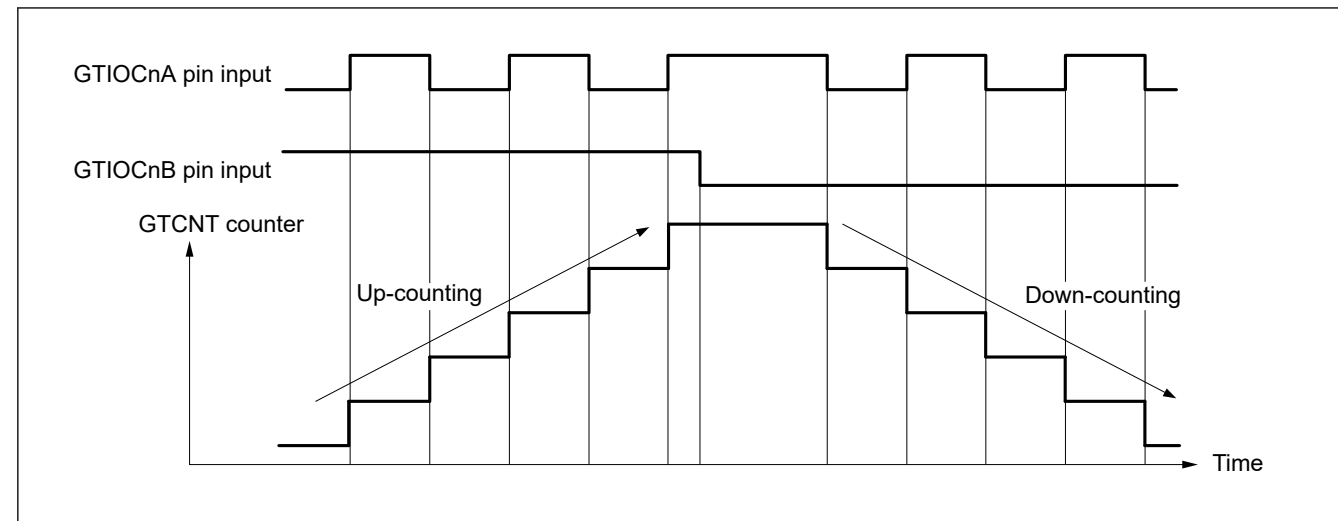 GTIOCnA pin input
GTIOCnB pin input
GTCNT counter
Up-counting
Down-counting
Time